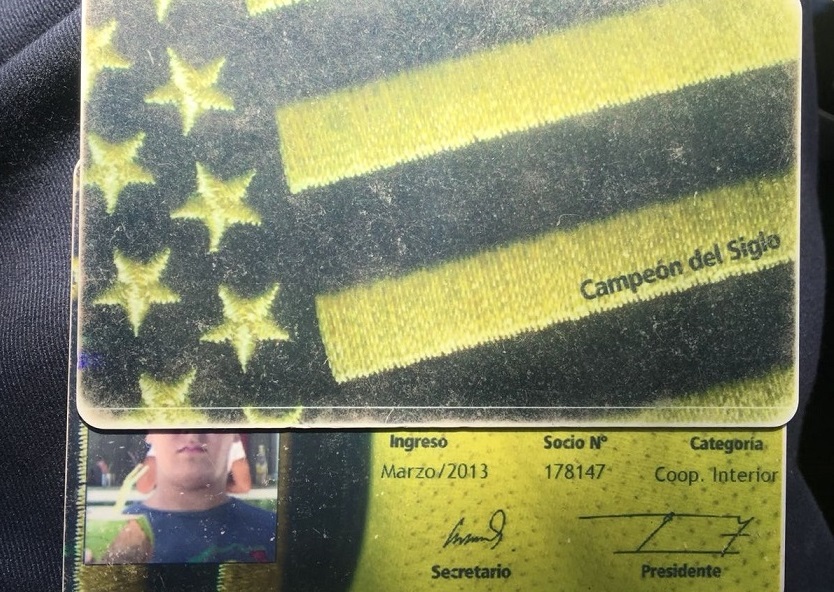 Campeón del Siglo
Ingreso Socio Nº Categoría
Marzo/2013 178147 Coop. Interior
Secretario Presidente